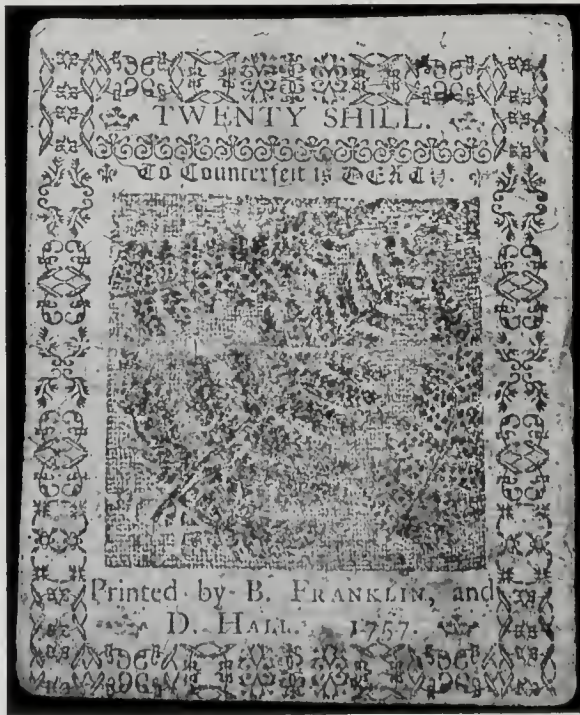 TWENTY SHILL.
To Counterfeit is DEATH.
Printed by B. FRANKLIN, and
D. HALL. 1757.